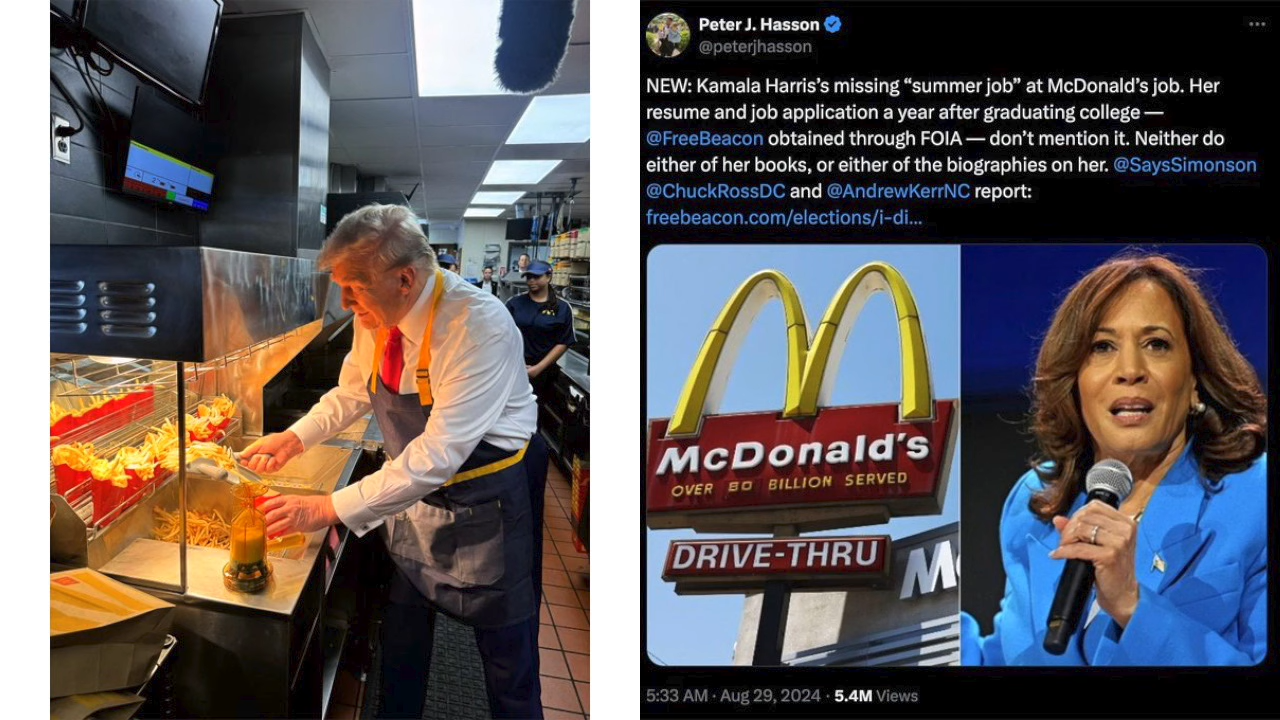 Peter J. Hasson
@peterjhasson
NEW: Kamala Harris’s missing “summer job” at McDonald’s job. Her
resume and job application a year after graduating college —
@FreeBeacon obtained through FOIA — don’t mention it. Neither do
either of her books, or either of the biographies on her. @SaysSimonson
@ChuckRossDC and @AndrewKerrNC report:
freebeacon.com/elections/i-di...
McDonald's
OVER 80 BILLION SERVED
DRIVE-THRU
5:33 AM · Aug 29, 2024 · 5.4M Views